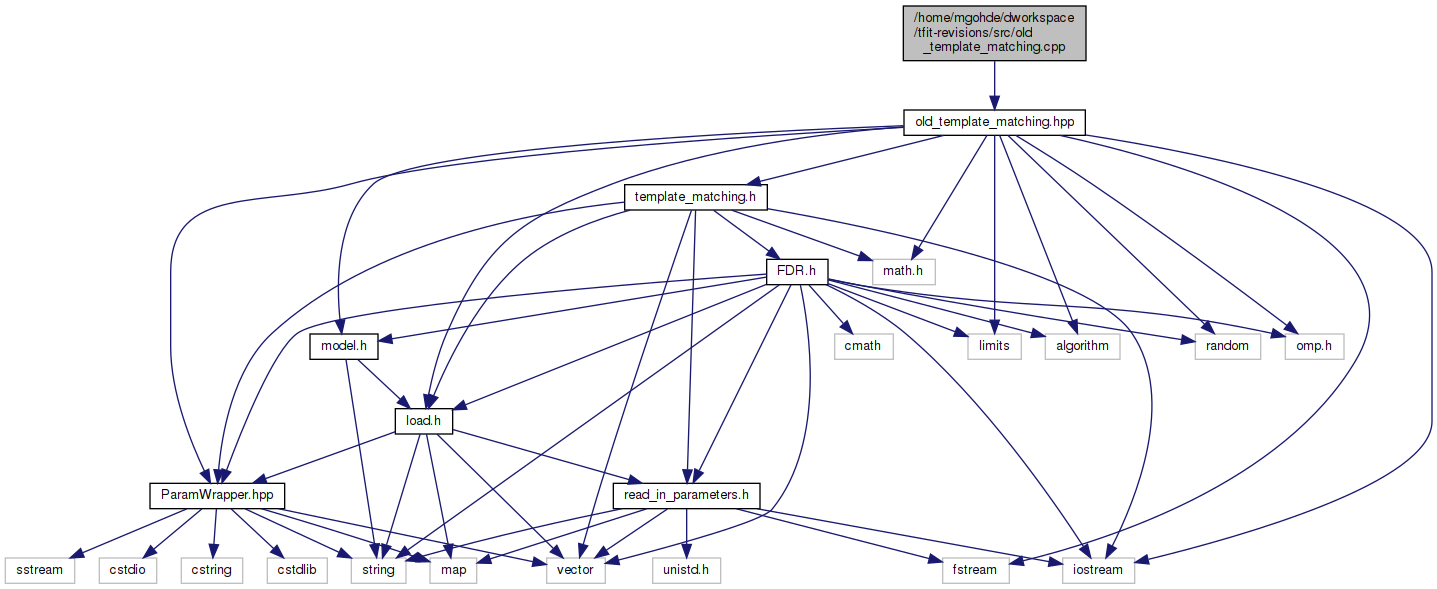 /home/mgohde/dworkspace
/tfit-revisions/src/old
_template_matching.cpp
old_template_matching.hpp
template_matching.h
FDR.h
math.h
model.h
cmath
limits
algorithm
random
omp.h
load.h
ParamWrapper.hpp
read_in_parameters.h
sstream
cstdio
cstring
cstdlib
string
map
vector
unistd.h
fstream
iostream